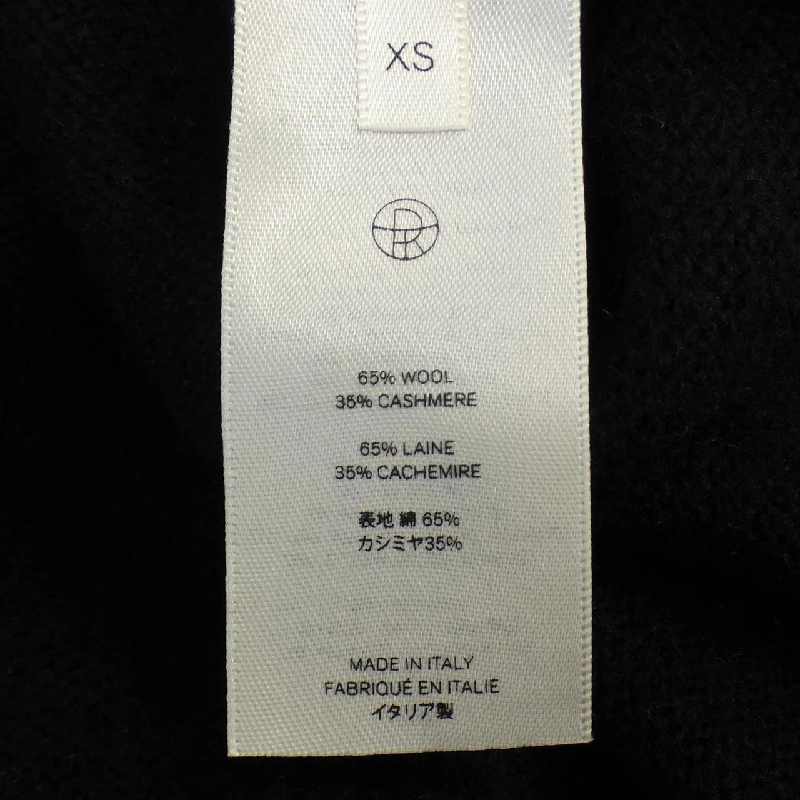 XS
65% WOOL
35% CASHMERE
65% LAINE
35% CACHEMIRE
表地 綿 65%
カシミヤ35%
MADE IN ITALY
FABRIQUÉ EN ITALIE
イタリア製